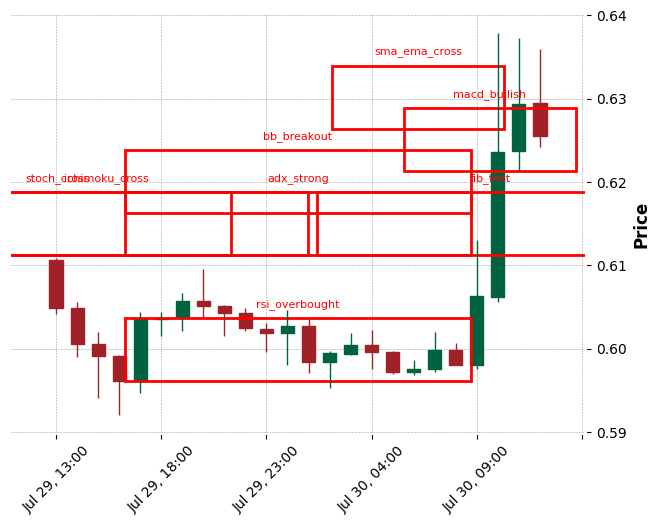 0.64
sma_ema_cross
macd_bullish
0.63
bb_breakout
stoch_cross
ichimoku_cross
adx_strong
fib_test
0.62
0.61
rsi_overbought
0.60
0.59
Price
Jul 29, 13:00
Jul 29, 18:00
Jul 29, 23:00
Jul 30, 04:00
Jul 30, 09:00